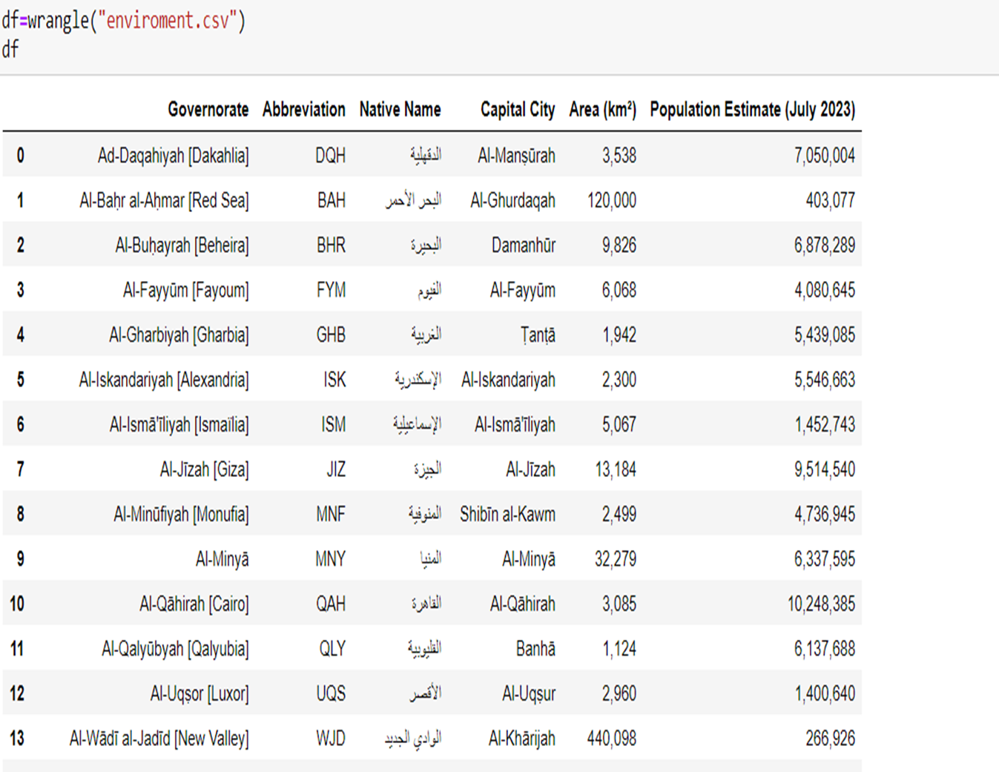 df=wrangle("enviroment.csv")
df
Governorate Abbreviation Native Name Capital City Area (km²) Population Estimate (July 2023)
0 Ad-Daqahiyah [Dakahlia] DQH الدقهلية Al-Manṣūrah 3,538 7,050,004
1 Al-Baḥr al-Aḥmar [Red Sea] BAH البحر الأحمر Al-Ghurdaqah 120,000 403,077
2 Al-Buḥayrah [Beheira] BHR البحيرة Damanhūr 9,826 6,878,289
3 Al-Fayyūm [Fayoum] FYM الفيوم Al-Fayyūm 6,068 4,080,645
4 Al-Gharbiyah [Gharbia] GHB الغربية Ṭanṭā 1,942 5,439,085
5 Al-Iskandariyah [Alexandria] ISK الإسكندرية Al-Iskandariyah 2,300 5,546,663
6 Al-Ismā'īliyah [Ismaïlia] ISM الإسماعيلية Al-Ismā'īliyah 5,067 1,452,743
7 Al-Jīzah [Giza] JIZ الجيزة Al-Jīzah 13,184 9,514,540
8 Al-Minūfiyah [Monufia] MNF المنوفية Shibīn al-Kawm 2,499 4,736,945
9 Al-Minyā MNY المنيا Al-Minyā 32,279 6,337,595
10 Al-Qāhirah [Cairo] QAH القاهرة Al-Qāhirah 3,085 10,248,385
11 Al-Qalyūbyah [Qalyubia] QLY القليوبية Banhā 1,124 6,137,688
12 Al-Uqṣor [Luxor] UQS الأقصر Al-Uqṣur 2,960 1,400,640
13 Al-Wādī al-Jadīd [New Valley] WJD الوادي الجديد Al-Khārijah 440,098 266,926